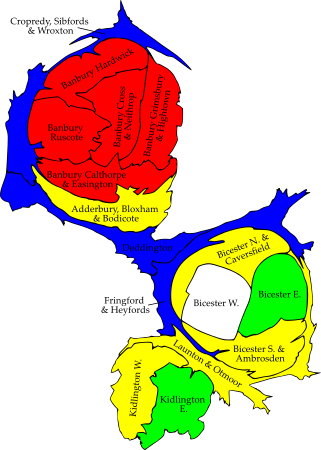 Cropredy, Sibfords
& Wroxton
Banbury Hardwick
Banbury Cross
& Neithrop
Banbury Grimsbury
& Hightown
Banbury
Ruscote
Banbury Calthorpe
& Easington
Adderbury, Bloxham
& Bodicote
Deddington
Bicester N. &
Caversfield
Bicester E.
Bicester W.
Fringford
& Heyfords
Bicester S. &
Ambrosden
Launton & Otmoor
Kidlington W.
Kidlington
E.